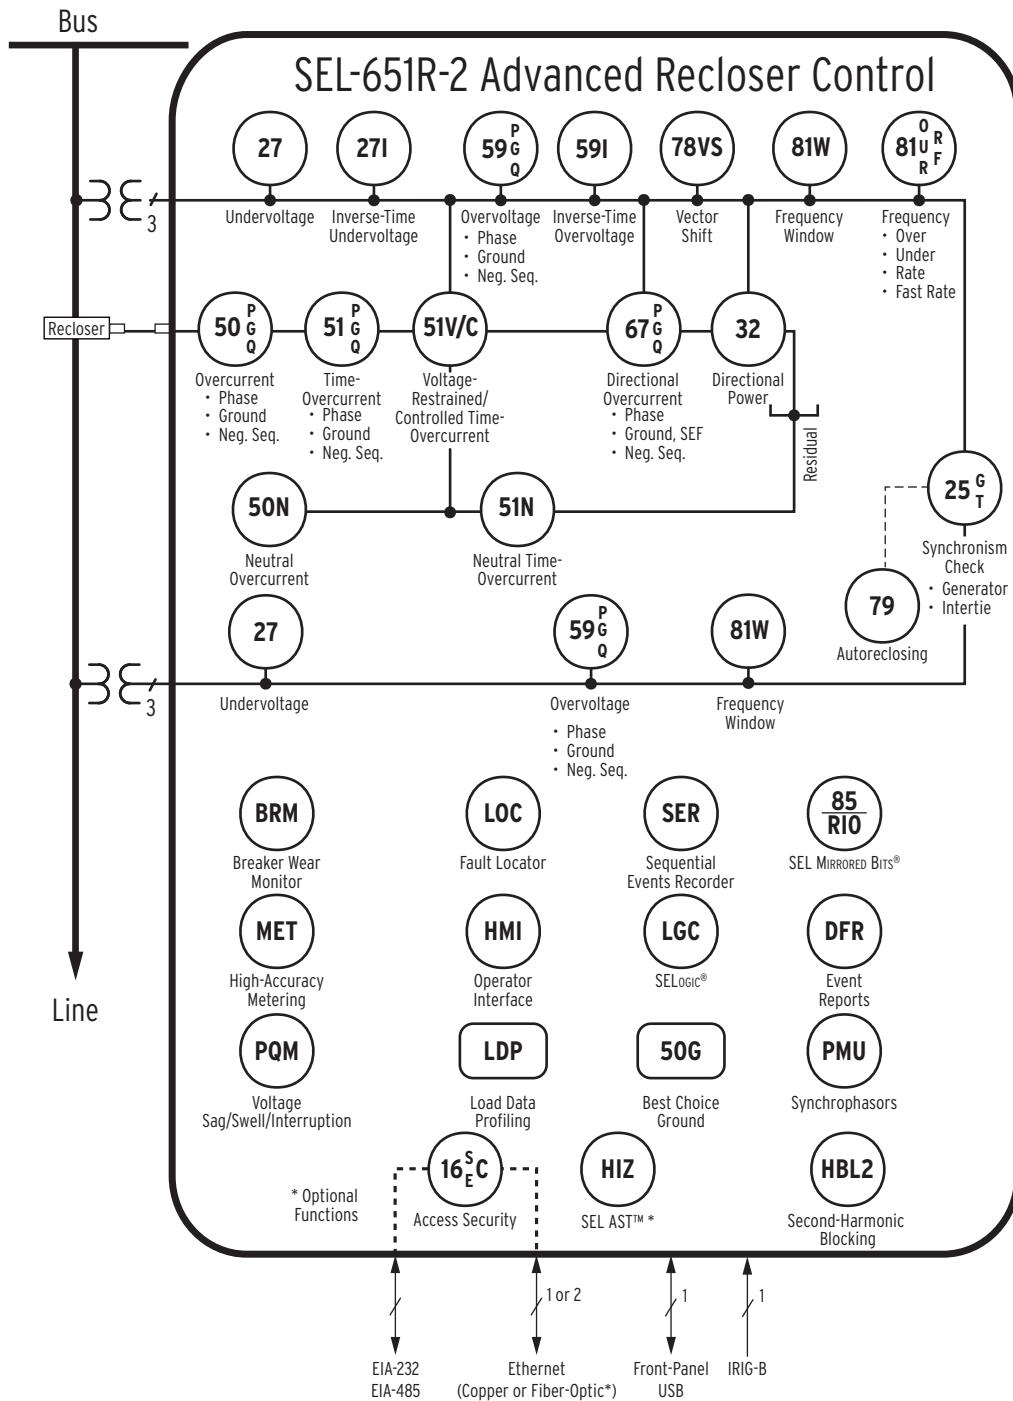 Bus
SEL-651R-2 Advanced Recloser Control
27
27I
59 P G Q
59I
78VS
81W
81 O U R R F
3
Undervoltage
Inverse-Time
Undervoltage
Overvoltage
• Phase
• Ground
• Neg. Seq.
Inverse-Time
Overvoltage
Vector
Shift
Frequency
Window
Frequency
• Over
• Under
• Rate
• Fast Rate
Recloser
50 P G Q
51 P G Q
51V/C
67 P G Q
32
Overcurrent
• Phase
• Ground
• Neg. Seq.
Time-
Overcurrent
• Phase
• Ground
• Neg. Seq.
Voltage-
Restrained/
Controlled Time-
Overcurrent
Directional
Overcurrent
• Phase
• Ground, SEF
• Neg. Seq.
Directional
Power
Residual
50N
51N
25 G T
Neutral
Overcurrent
Neutral Time-
Overcurrent
Synchronism
Check
• Generator
• Intertie
79
Autoreclosing
27
59 P G Q
81W
3
Undervoltage
Overvoltage
• Phase
• Ground
• Neg. Seq.
Frequency
Window
BRM
LOC
SER
85
RIO
Breaker Wear
Monitor
Fault Locator
Sequential
Events Recorder
SEL MIRRORED BITS®
MET
HMI
LGC
DFR
High-Accuracy
Metering
Operator
Interface
SELOGIC®
Event
Reports
Line
PQM
LDP
50G
PMU
Voltage
Sag/Swell/Interruption
Load Data
Profiling
Best Choice
Ground
Synchrophasors
16 S E C
HIZ
HBL2
* Optional
Functions
Access Security
SEL AST™ *
Second-Harmonic
Blocking
1 or 2
1
1
EIA-232
EIA-485
Ethernet
(Copper or Fiber-Optic*)
Front-Panel
USB
IRIG-B